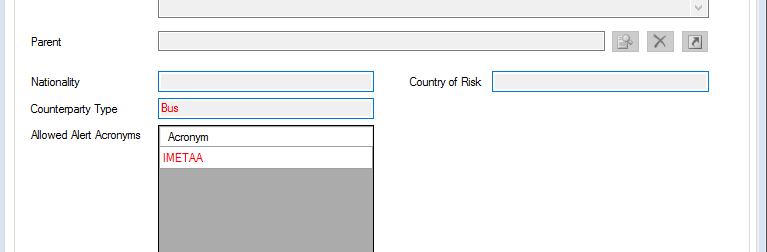 Parent
Nationality
Country of Risk
Counterparty Type
Bus
Allowed Alert Acronyms
Acronym
IMETAA